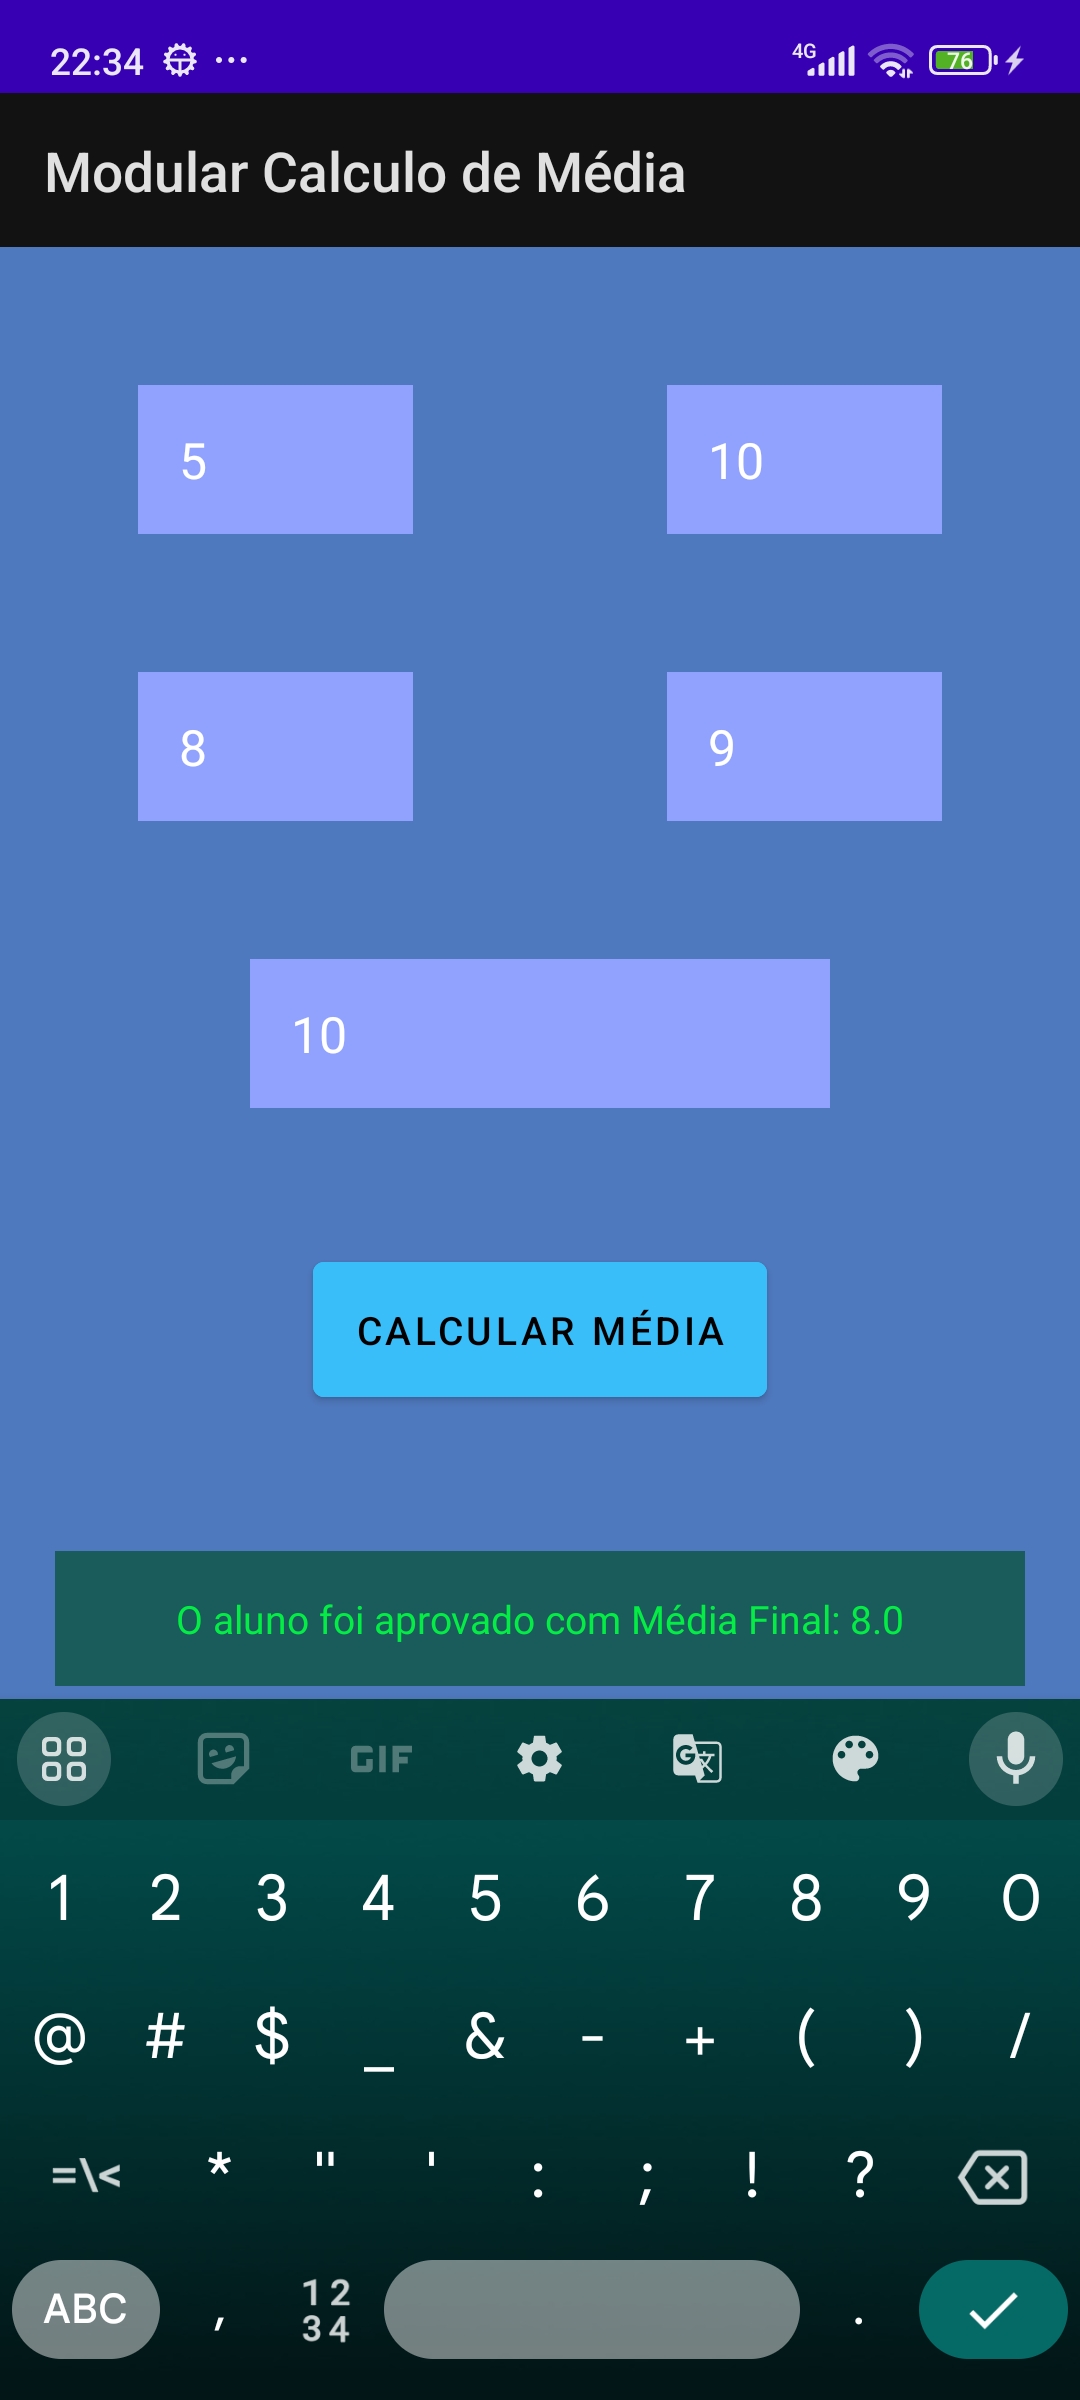 22:34 ... 4G 76
Modular Calculo de Média
5 10
8 9
10
CALCULAR MÉDIA
O aluno foi aprovado com Média Final: 8.0
GIF G 文
1 2 3 4 5 6 7 8 9 0
@ # $ _ & - + ( ) /
=\< * " ' : ; ! ?
ABC , 12 .
34